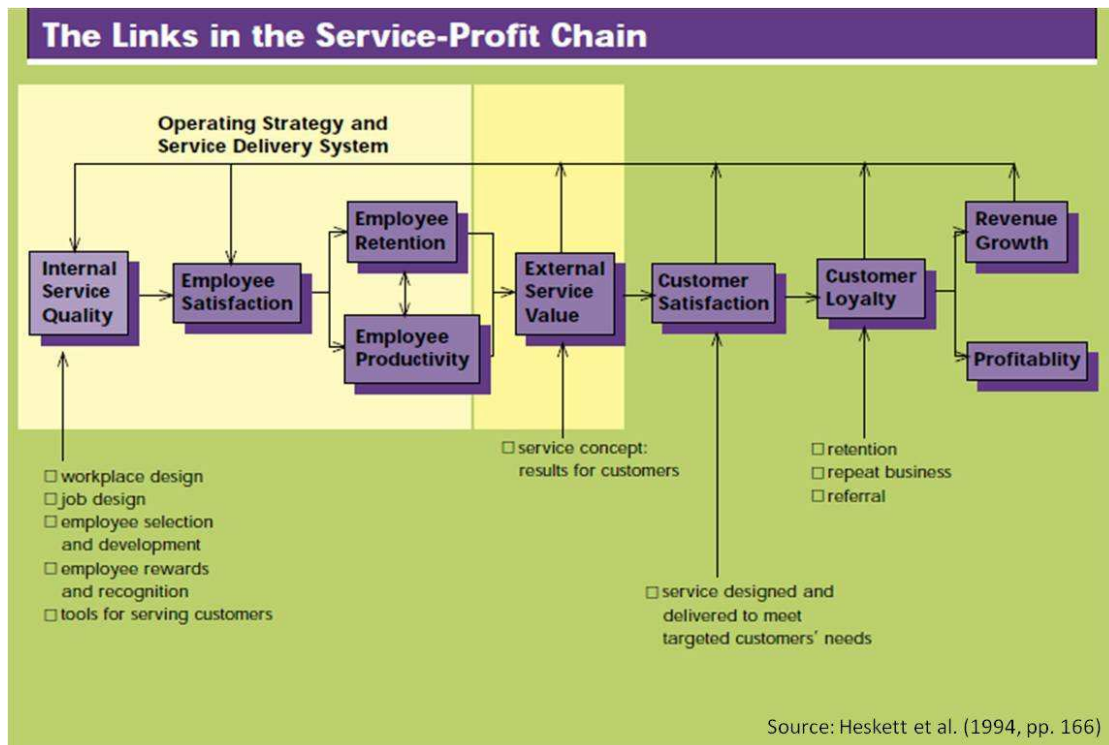 The Links in the Service-Profit Chain
Operating Strategy and
Service Delivery System
Internal
Service
Quality
Employee
Satisfaction
Employee
Retention
Employee
Productivity
External
Service
Value
Customer
Satisfaction
Customer
Loyalty
Revenue
Growth
Profitablity
□ workplace design
□ job design
□ employee selection
and development
□ employee rewards
and recognition
□ tools for serving customers
□ service concept:
results for customers
□ service designed and
delivered to meet
targeted customers’ needs
□ retention
□ repeat business
□ referral
Source: Heskett et al. (1994, pp. 166)